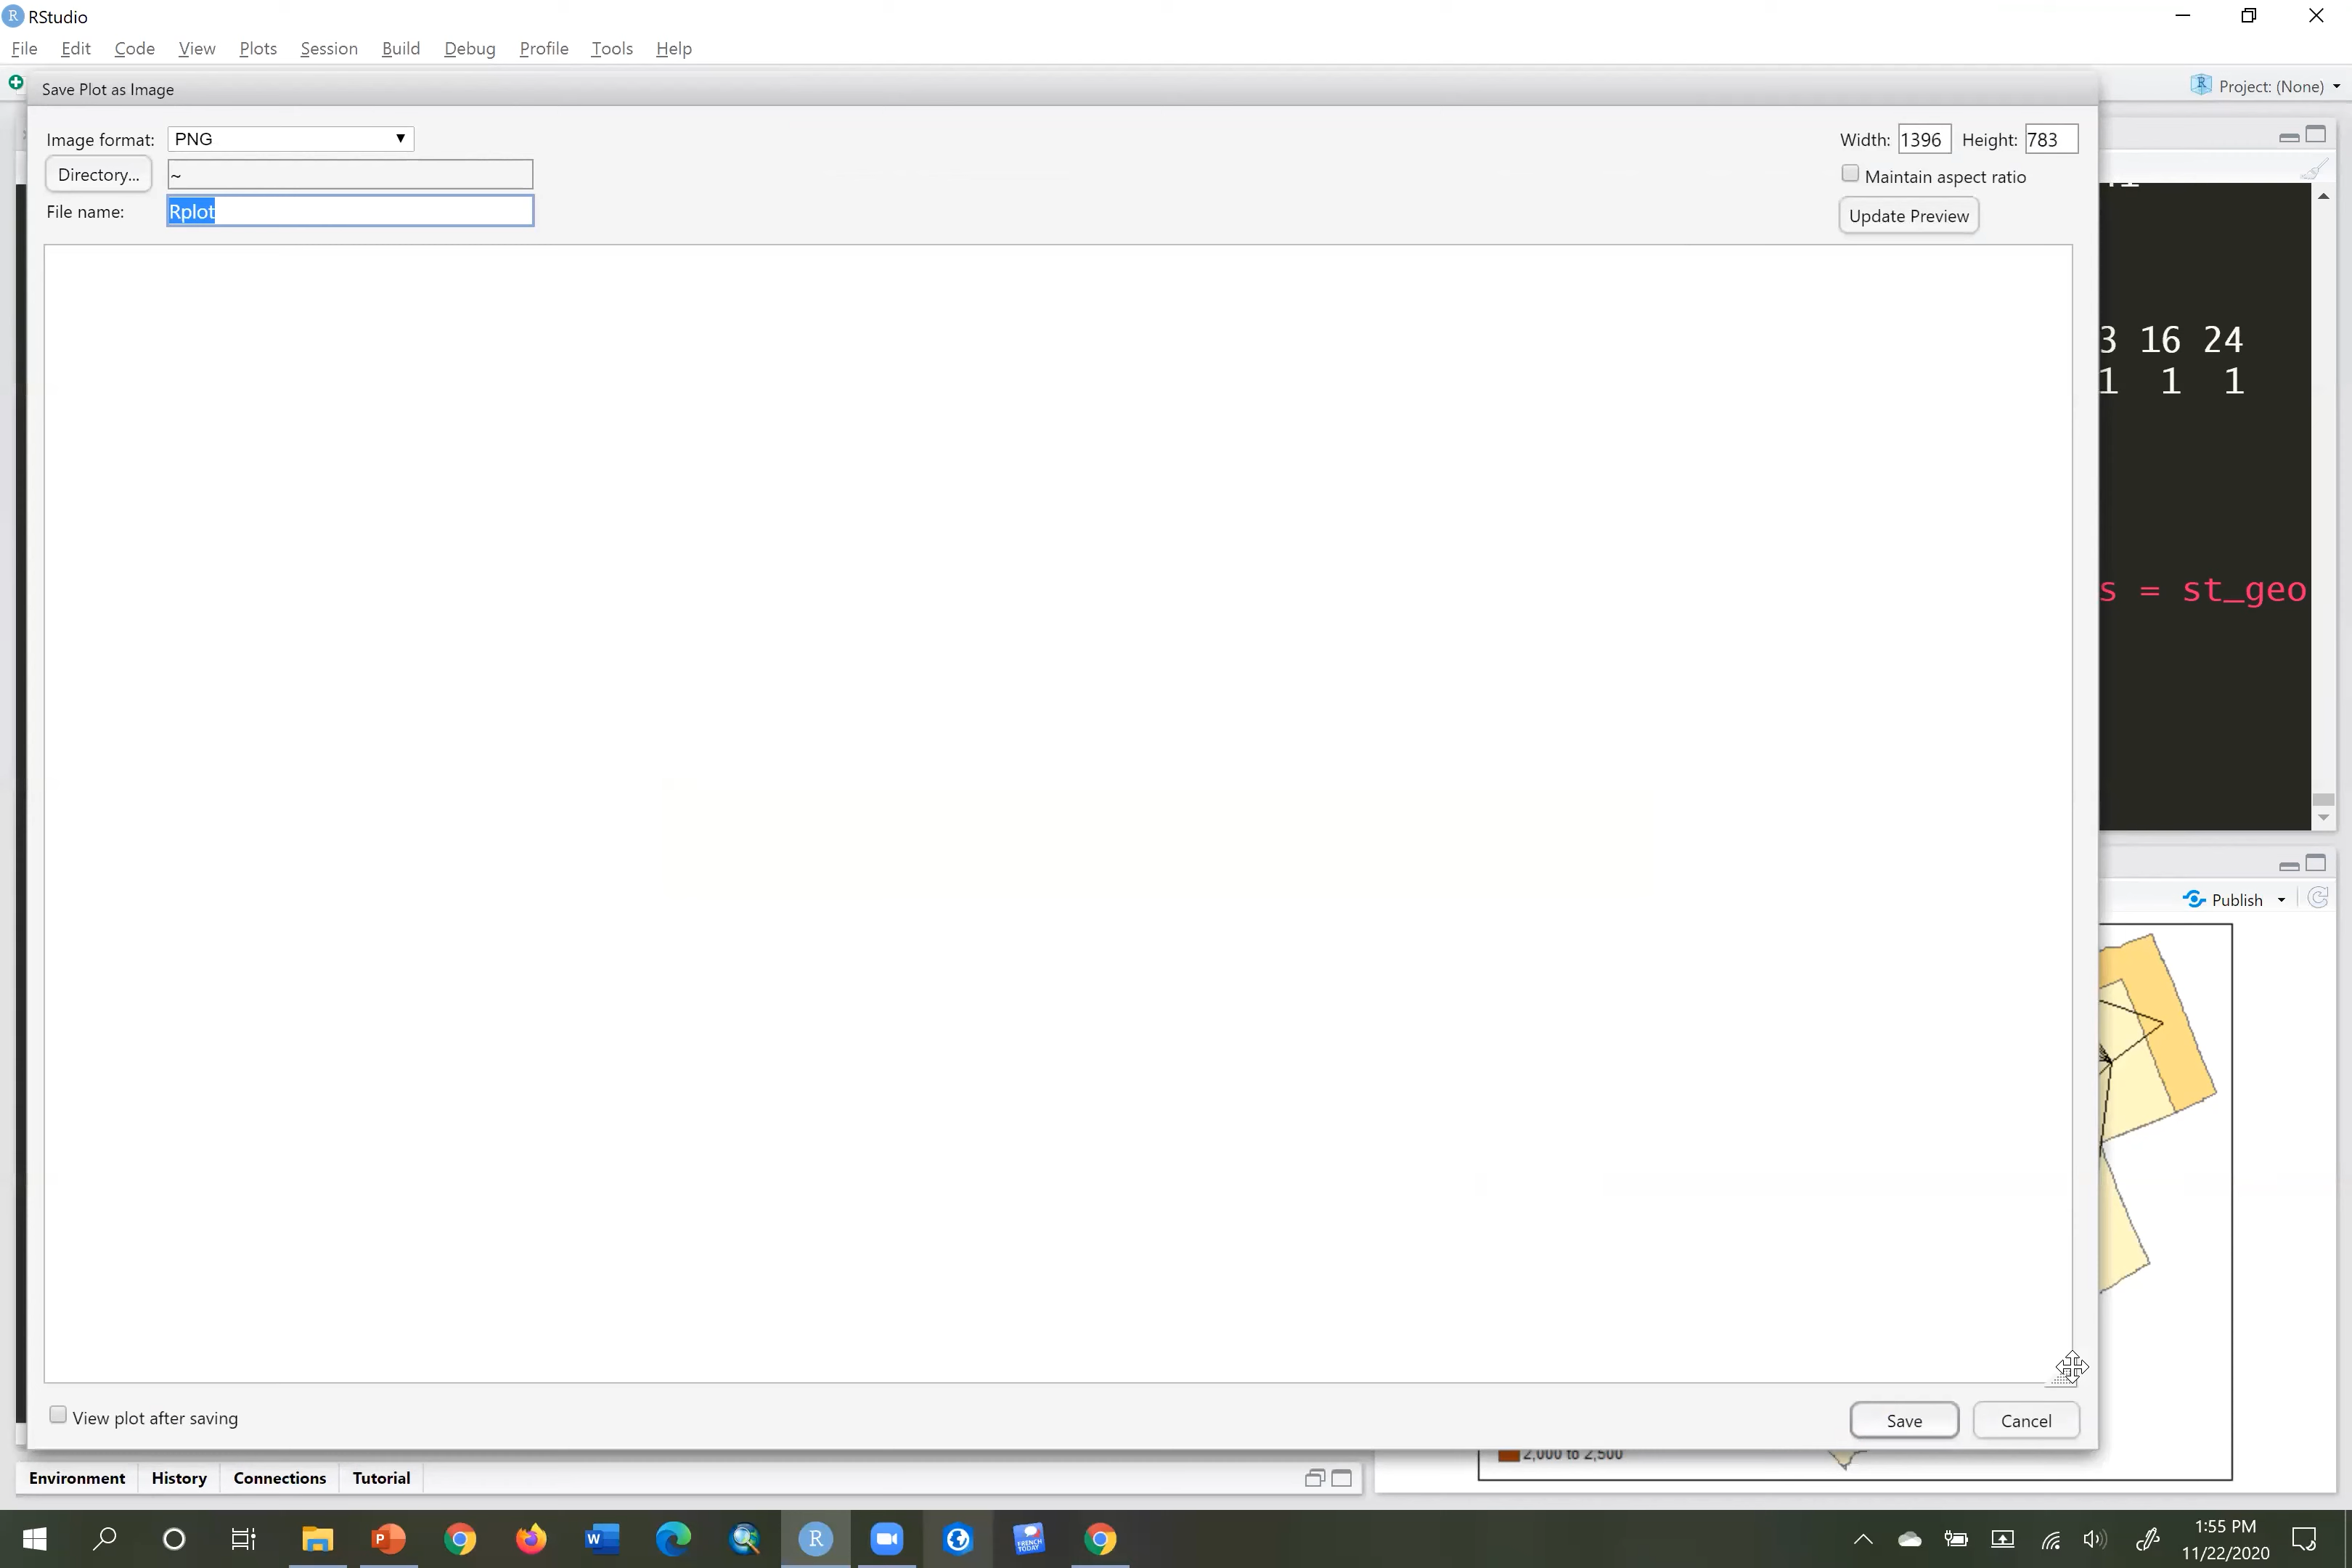 RStudio
File Edit Code View Plots Session Build Debug Profile Tools Help
Save Plot as Image
Project: (None)
Image format: PNG
Width: 1396 Height: 783
Directory... ~
Maintain aspect ratio
File name: Rplot
Update Preview
3 16 24
1 1 1
s = st_geo
Publish
View plot after saving
Save Cancel
2,000 to 2,500
Environment History Connections Tutorial
1:55 PM
11/22/2020
FRENCH TODAY